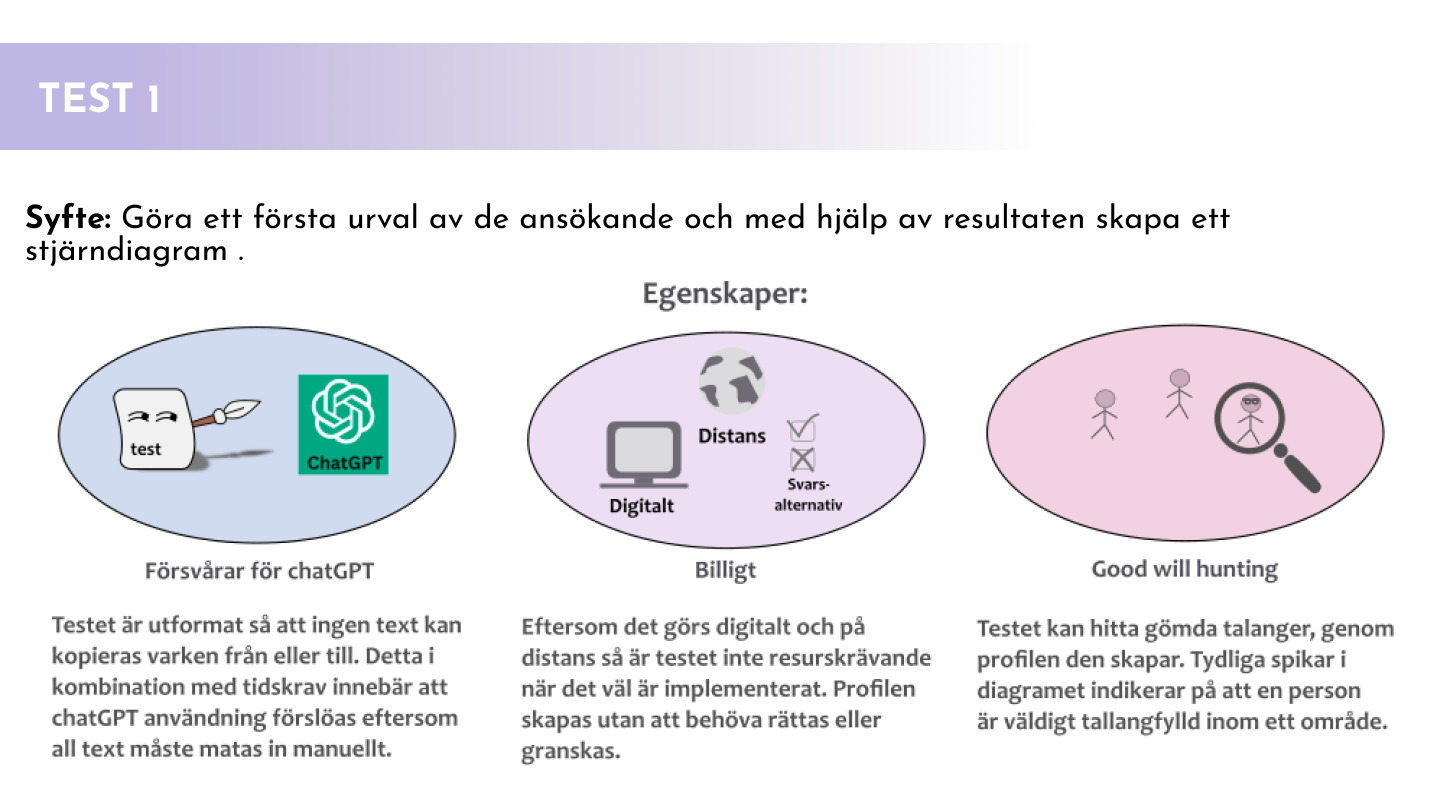 TEST 1
Syfte: Göra ett första urval av de ansökande och med hjälp av resultaten skapa ett
stjärndiagram .
Egenskaper:
test
ChatGPT
Försvårar för chatGPT
Testet är utformat så att ingen text kan
kopieras varken från eller till. Detta i
kombination med tidskrav innebär att
chatGPT användning förslöas eftersom
all text måste matas in manuellt.
Distans
Digitalt
Svars-
alternativ
Billigt
Eftersom det görs digitalt och på
distans så är testet inte resurskrävande
när det väl är implementerat. Profilen
skapas utan att behöva rättas eller
granskas.
Good will hunting
Testet kan hitta gömda talanger, genom
profilen den skapar. Tydliga spikar i
diagramet indikerar på att en person
är väldigt tallangfylld inom ett område.